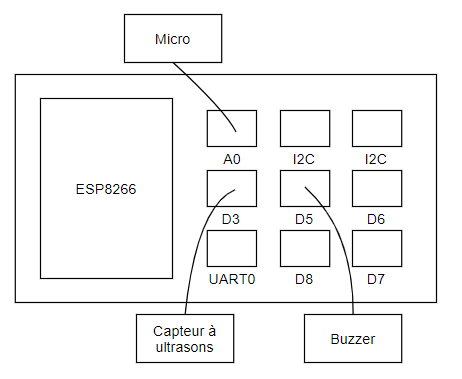 Micro
ESP8266
A0
I2C
I2C
D3
D5
D6
UART0
D8
D7
Capteur à
ultrasons
Buzzer